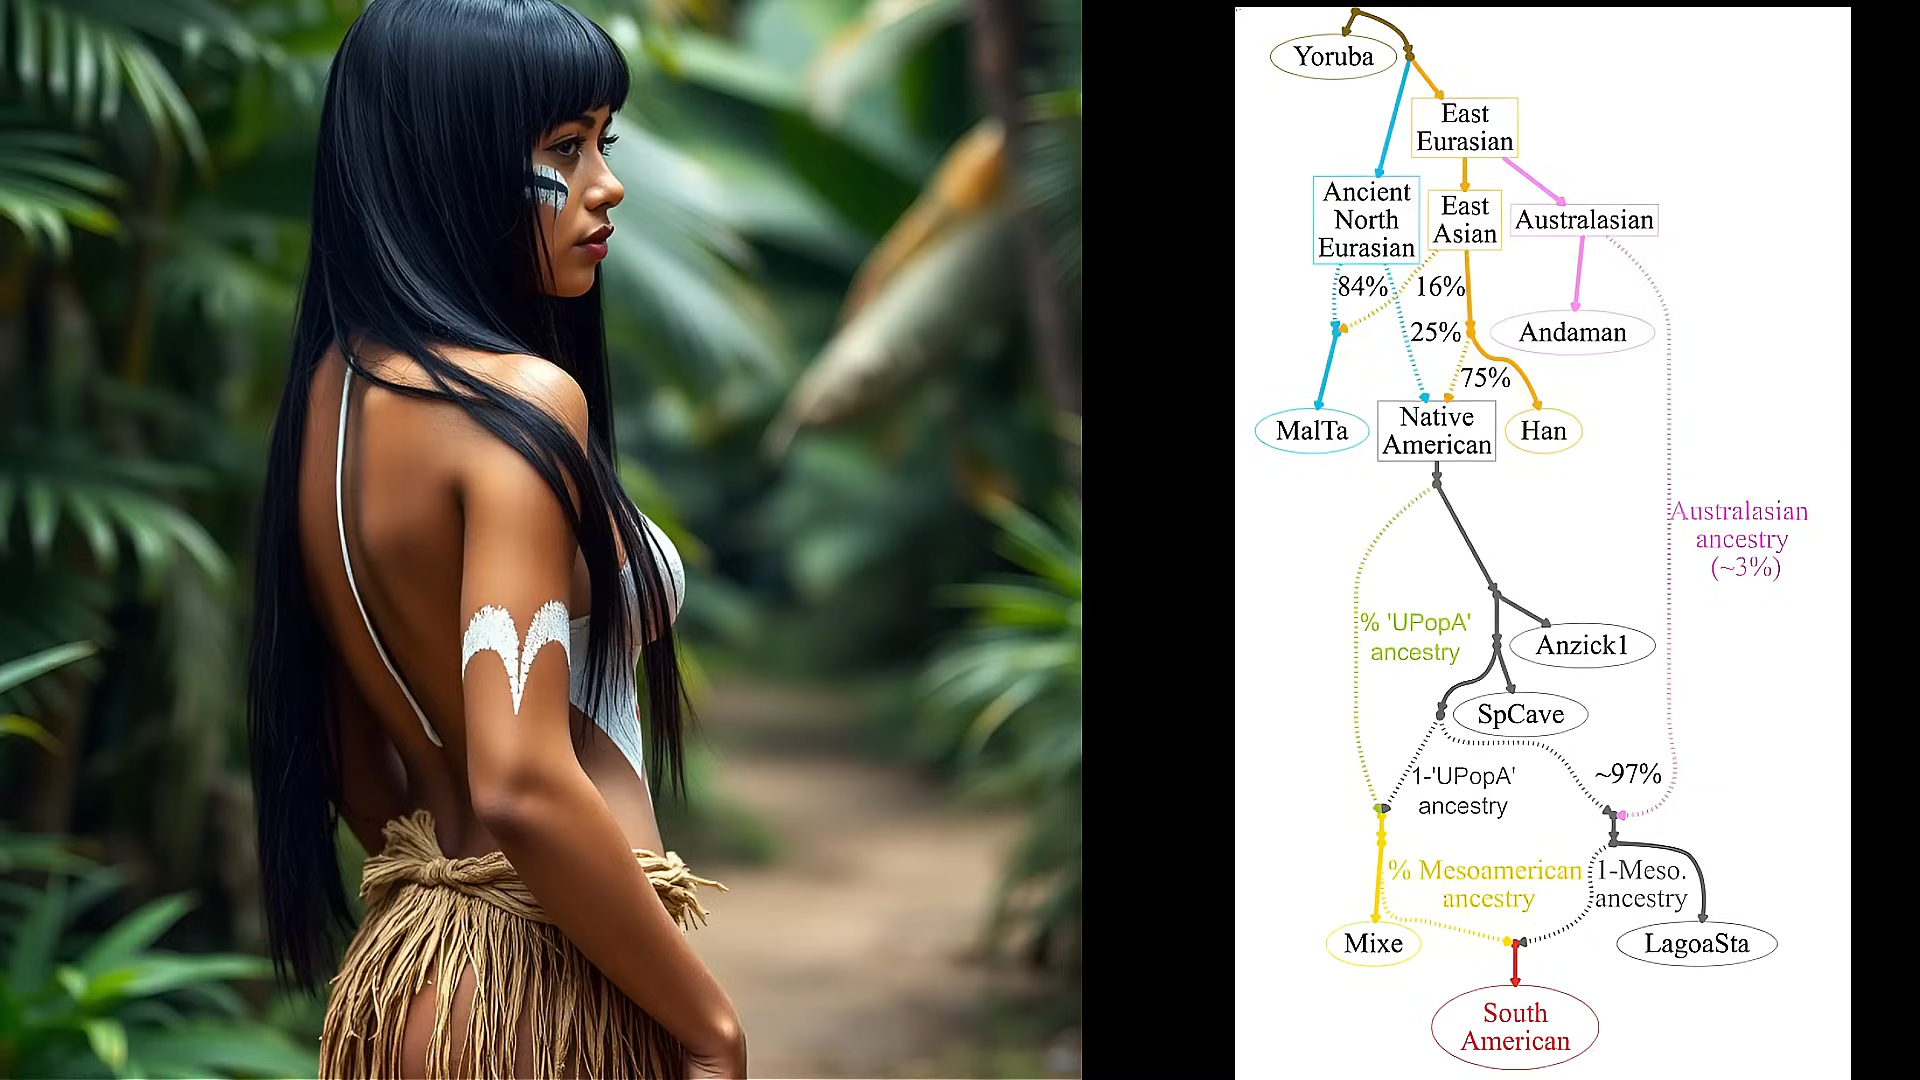 Yoruba
East
Eurasian
Ancient
North
Eurasian
East
Asian
Australasian
84%
16%
25%
Andaman
75%
MalTa
Native
American
Han
Australasian
ancestry
(~3%)
% 'UPopA'
ancestry
Anzick1
SpCave
1-'UPopA'
ancestry
~97%
% Mesoamerican
ancestry
1-Meso.
ancestry
Mixe
LagoaSta
South
American